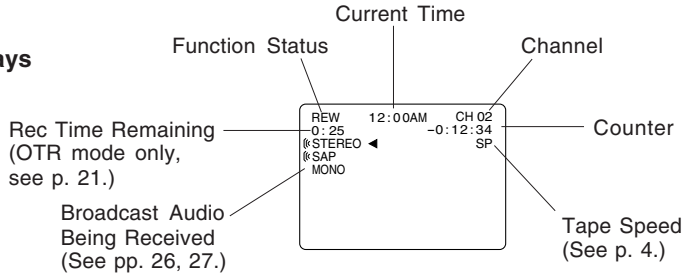 Current Time
Function Status
Channel
ays
REW 12:00AM CH 02
0:25 -0:12:34
STEREO ◄ SP
SAP
MONO
Counter
Rec Time Remaining
(OTR mode only,
see p. 21.)
Broadcast Audio
Being Received
(See pp. 26, 27.)
Tape Speed
(See p. 4.)